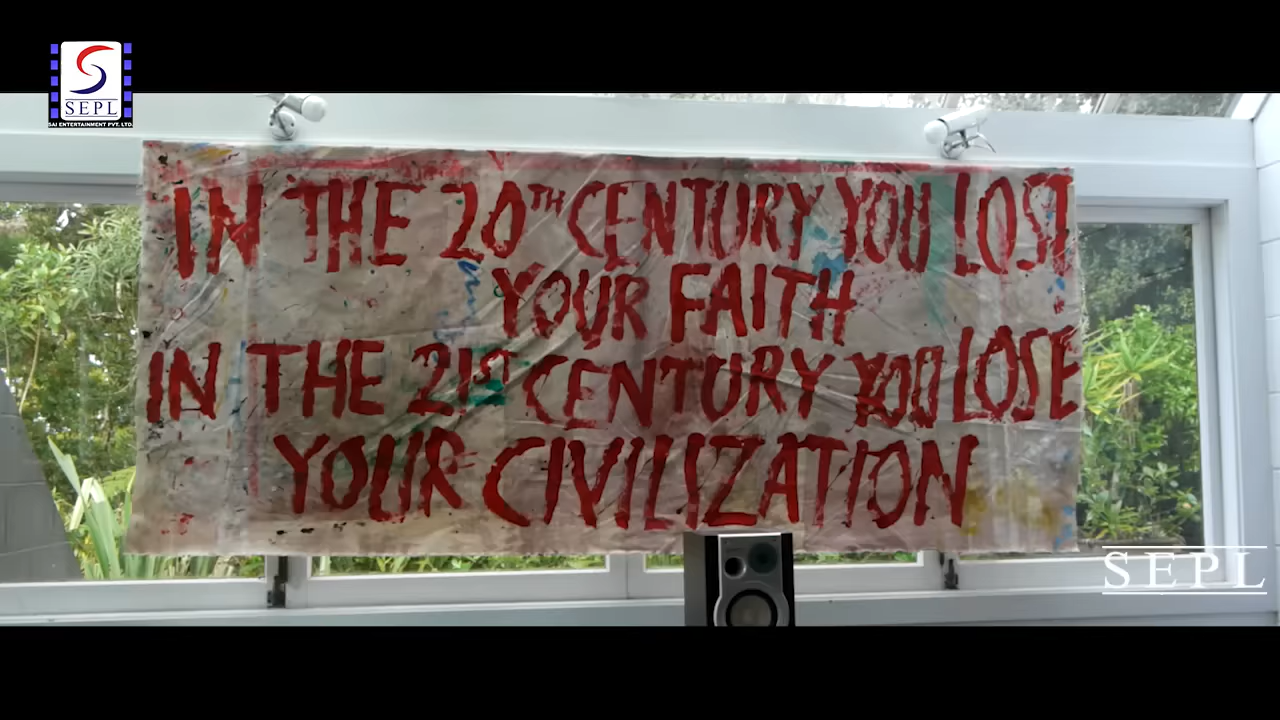 SEPL
SAI ENTERTAINMENT PVT. LTD.
IN THE 20TH CENTURY YOU LOST
YOUR FAITH
IN THE 21ST CENTURY YOU LOSE
YOUR CIVILIZATION
SEPL